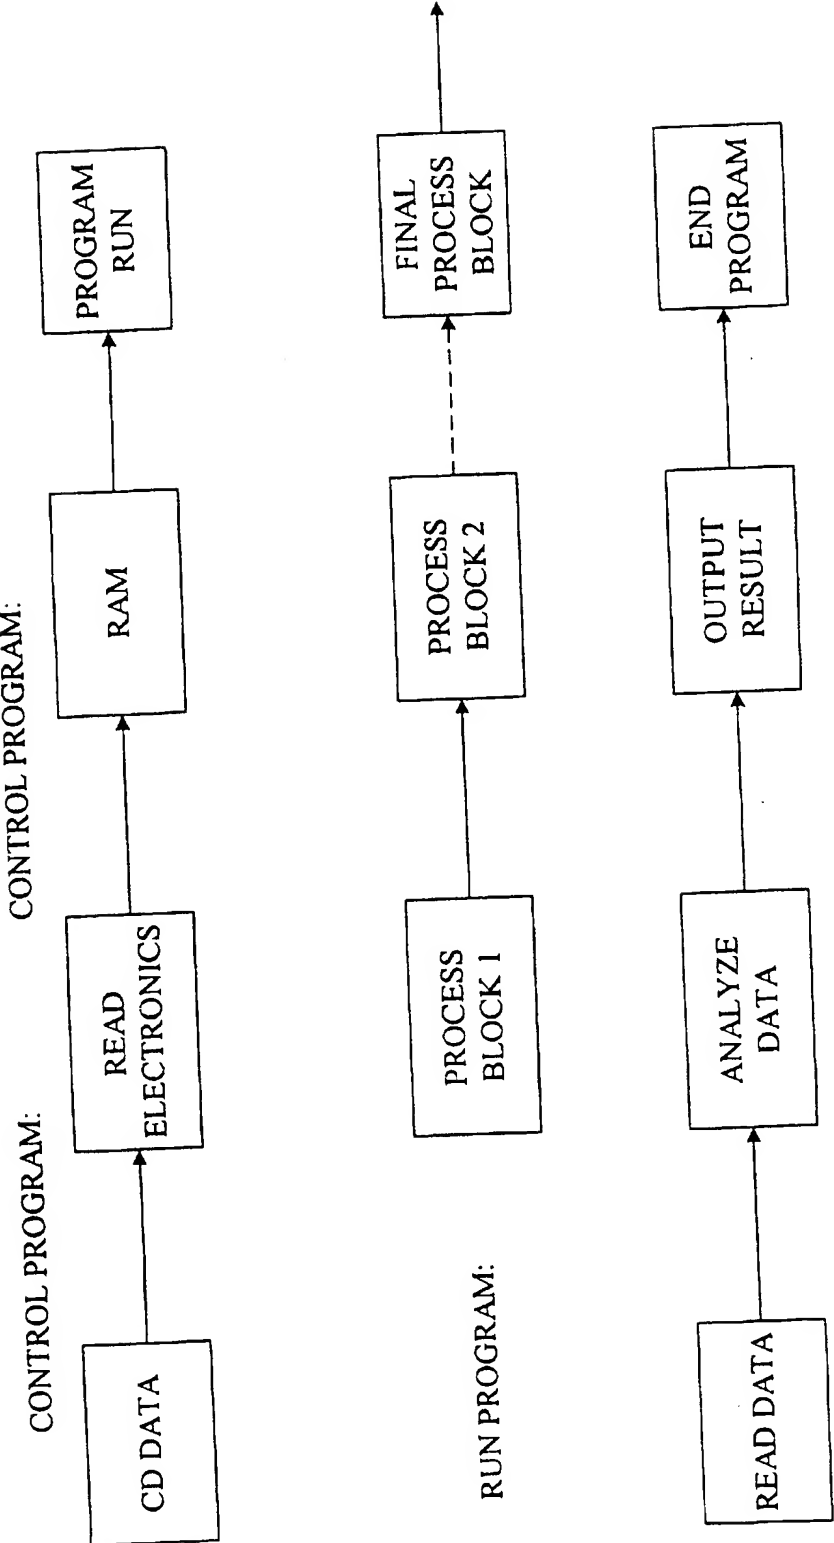 CONTROL PROGRAM:
CONTROL PROGRAM:
CD DATA
READ
ELECTRONICS
RAM
PROGRAM
RUN
RUN PROGRAM:
PROCESS
BLOCK 1
PROCESS
BLOCK 2
FINAL
PROCESS
BLOCK
READ DATA
ANALYZE
DATA
OUTPUT
RESULT
END
PROGRAM